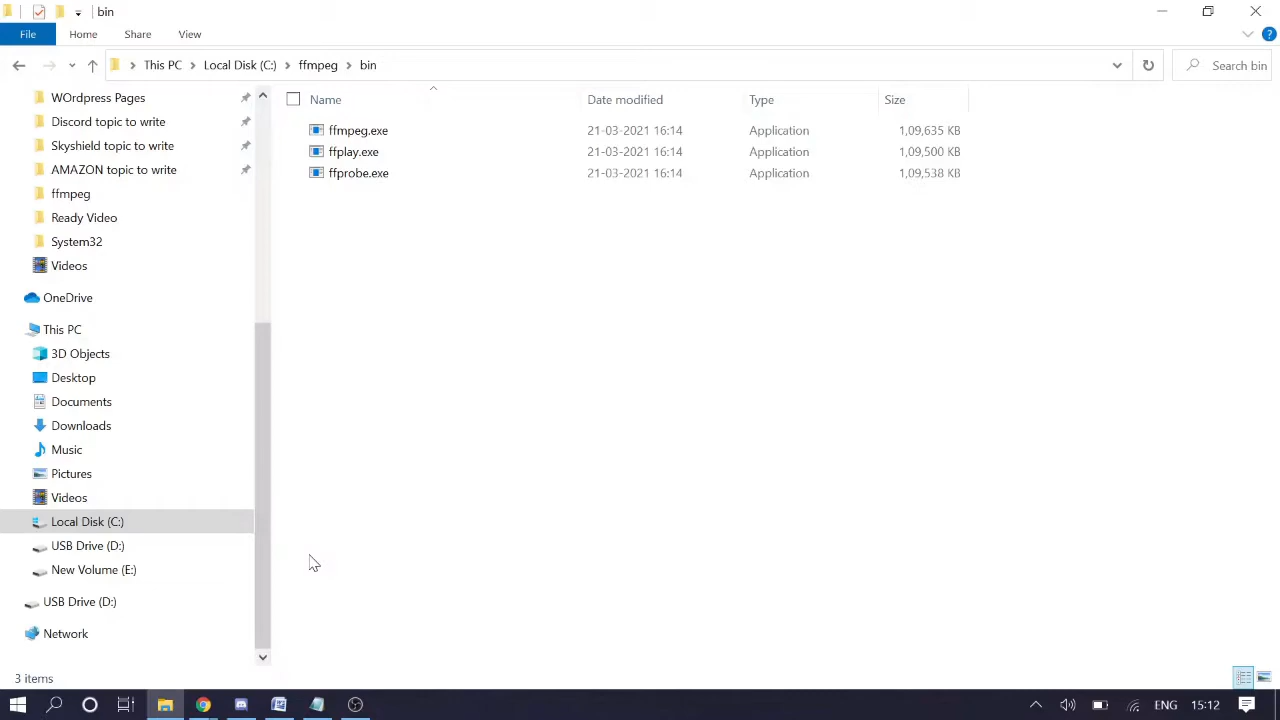 bin
File Home Share View
This PC Local Disk (C:) ffmpeg bin Search bin
Name Date modified Type Size
ffmpeg.exe 21-03-2021 16:14 Application 1,09,635 KB
ffplay.exe 21-03-2021 16:14 Application 1,09,500 KB
ffprobe.exe 21-03-2021 16:14 Application 1,09,538 KB
WOrdpress Pages
Discord topic to write
Skyshield topic to write
AMAZON topic to write
ffmpeg
Ready Video
System32
Videos
OneDrive
This PC
3D Objects
Desktop
Documents
Downloads
Music
Pictures
Videos
Local Disk (C:)
USB Drive (D:)
New Volume (E:)
USB Drive (D:)
Network
3 items
ENG 15:12